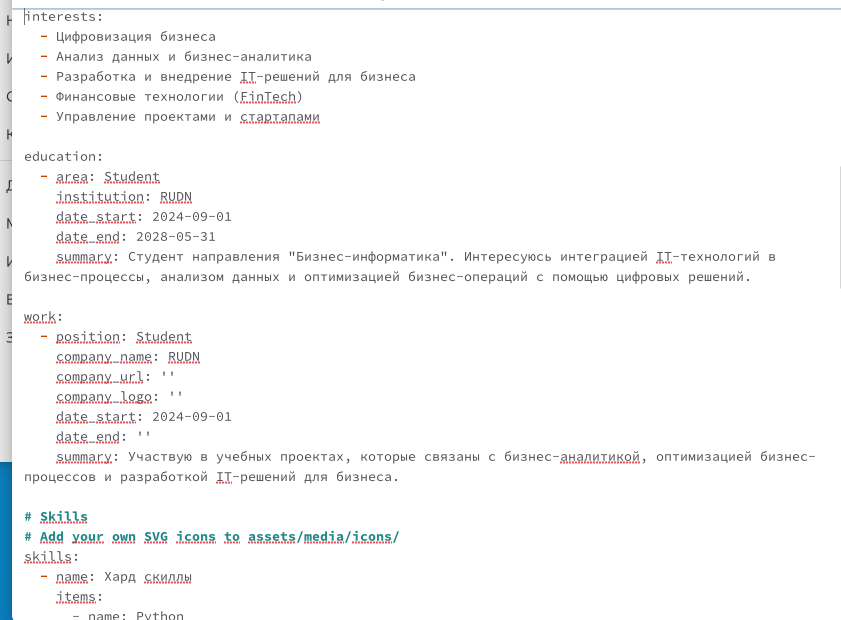 interests:
  - Цифровизация бизнеса
  - Анализ данных и бизнес-аналитика
  - Разработка и внедрение IT-решений для бизнеса
  - Финансовые технологии (FinTech)
  - Управление проектами и стартапами

education:
  - area: Student
    institution: RUDN
    date_start: 2024-09-01
    date_end: 2028-05-31
    summary: Студент направления "Бизнес-информатика". Интересуюсь интеграцией IT-технологий в
бизнес-процессы, анализом данных и оптимизацией бизнес-операций с помощью цифровых решений.

work:
  - position: Student
    company_name: RUDN
    company_url: ''
    company_logo: ''
    date_start: 2024-09-01
    date_end: ''
    summary: Участвую в учебных проектах, которые связаны с бизнес-аналитикой, оптимизацией бизнес-
процессов и разработкой IT-решений для бизнеса.

# Skills
# Add your own SVG icons to assets/media/icons/
skills:
  - name: Хард скиллы
    items:
      - name: Python